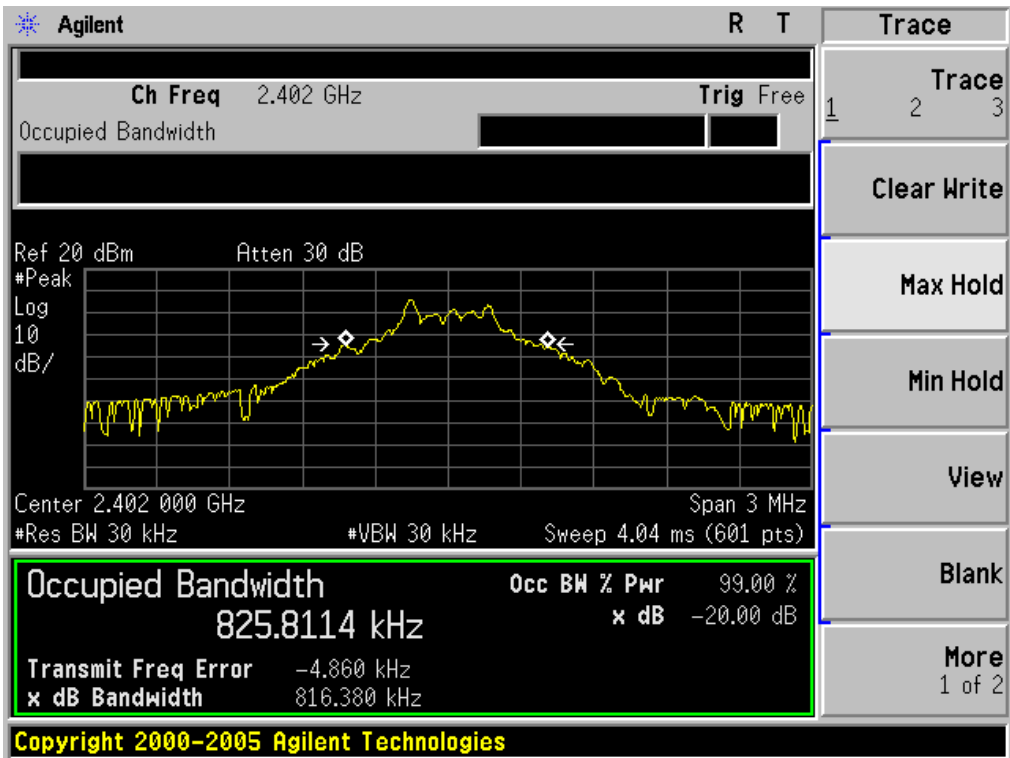 Agilent R T Trace
Ch Freq 2.402 GHz Trig Free
Occupied Bandwidth
Trace
1 2 3
Clear Write
Ref 20 dBm Atten 30 dB
#Peak
Log
10
dB/
Max Hold
Min Hold
View
Center 2.402 000 GHz Span 3 MHz
#Res BW 30 kHz #VBW 30 kHz Sweep 4.04 ms (601 pts)
Occupied Bandwidth Occ BW % Pwr 99.00 %
825.8114 kHz x dB -20.00 dB
Blank
Transmit Freq Error -4.860 kHz
x dB Bandwidth 816.380 kHz
More
1 of 2
Copyright 2000-2005 Agilent Technologies